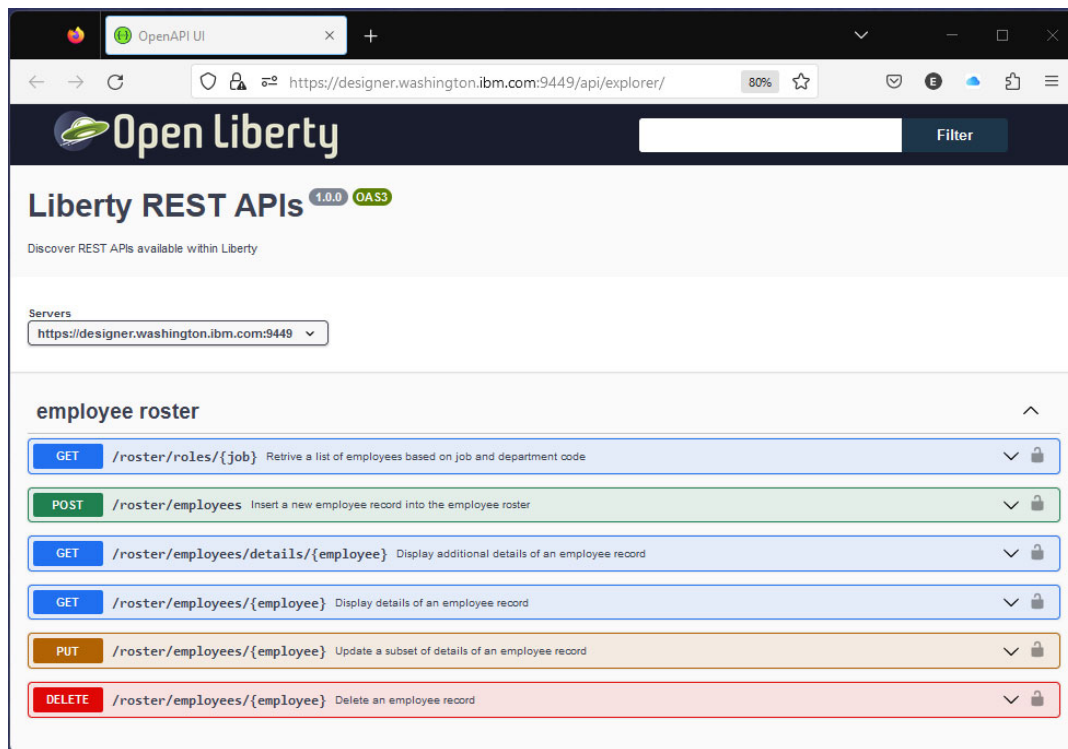 OpenAPI UI
https://designer.washington.ibm.com:9449/api/explorer/ 80% E
Open Liberty Filter
Liberty REST APIs 1.0.0 OAS3
Discover REST APIs available within Liberty
Servers
https://designer.washington.ibm.com:9449
employee roster
GET /roster/roles/{job} Retrive a list of employees based on job and department code
POST /roster/employees Insert a new employee record into the employee roster
GET /roster/employees/details/{employee} Display additional details of an employee record
GET /roster/employees/{employee} Display details of an employee record
PUT /roster/employees/{employee} Update a subset of details of an employee record
DELETE /roster/employees/{employee} Delete an employee record